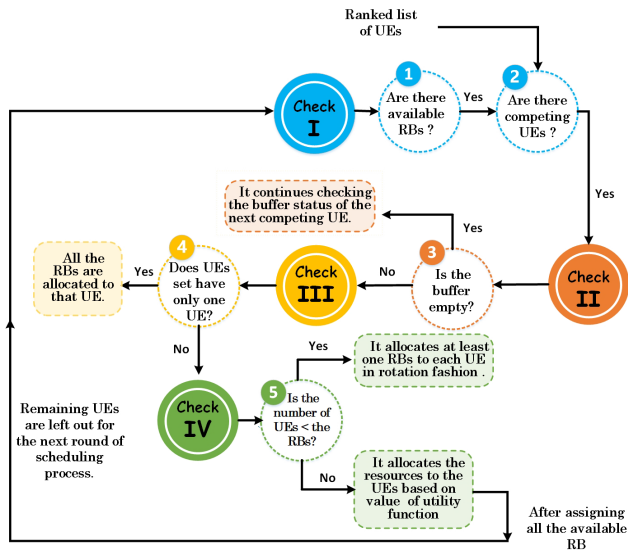 Ranked list
of UEs
1
2
Check
I
Are there
available
RBs ?
Yes
Are there
competing
UEs ?
Yes
It continues checking
the buffer status of the
next competing UE.
Yes
4
3
All the
RBs are
allocated to
that UE.
Yes
Does UEs
set have
only one
UE?
Check
III
No
Is the
buffer
empty?
Check
II
No
Yes
It allocates at least
one RBs to each UE
in rotation fashion .
5
Check
IV
Is the
number of
UEs < the
RBs?
Remaining UEs
are left out for
the next round of
scheduling
process.
No
It allocates the
resources to the
UEs based on
value of utility
function
After assigning
all the available
RB